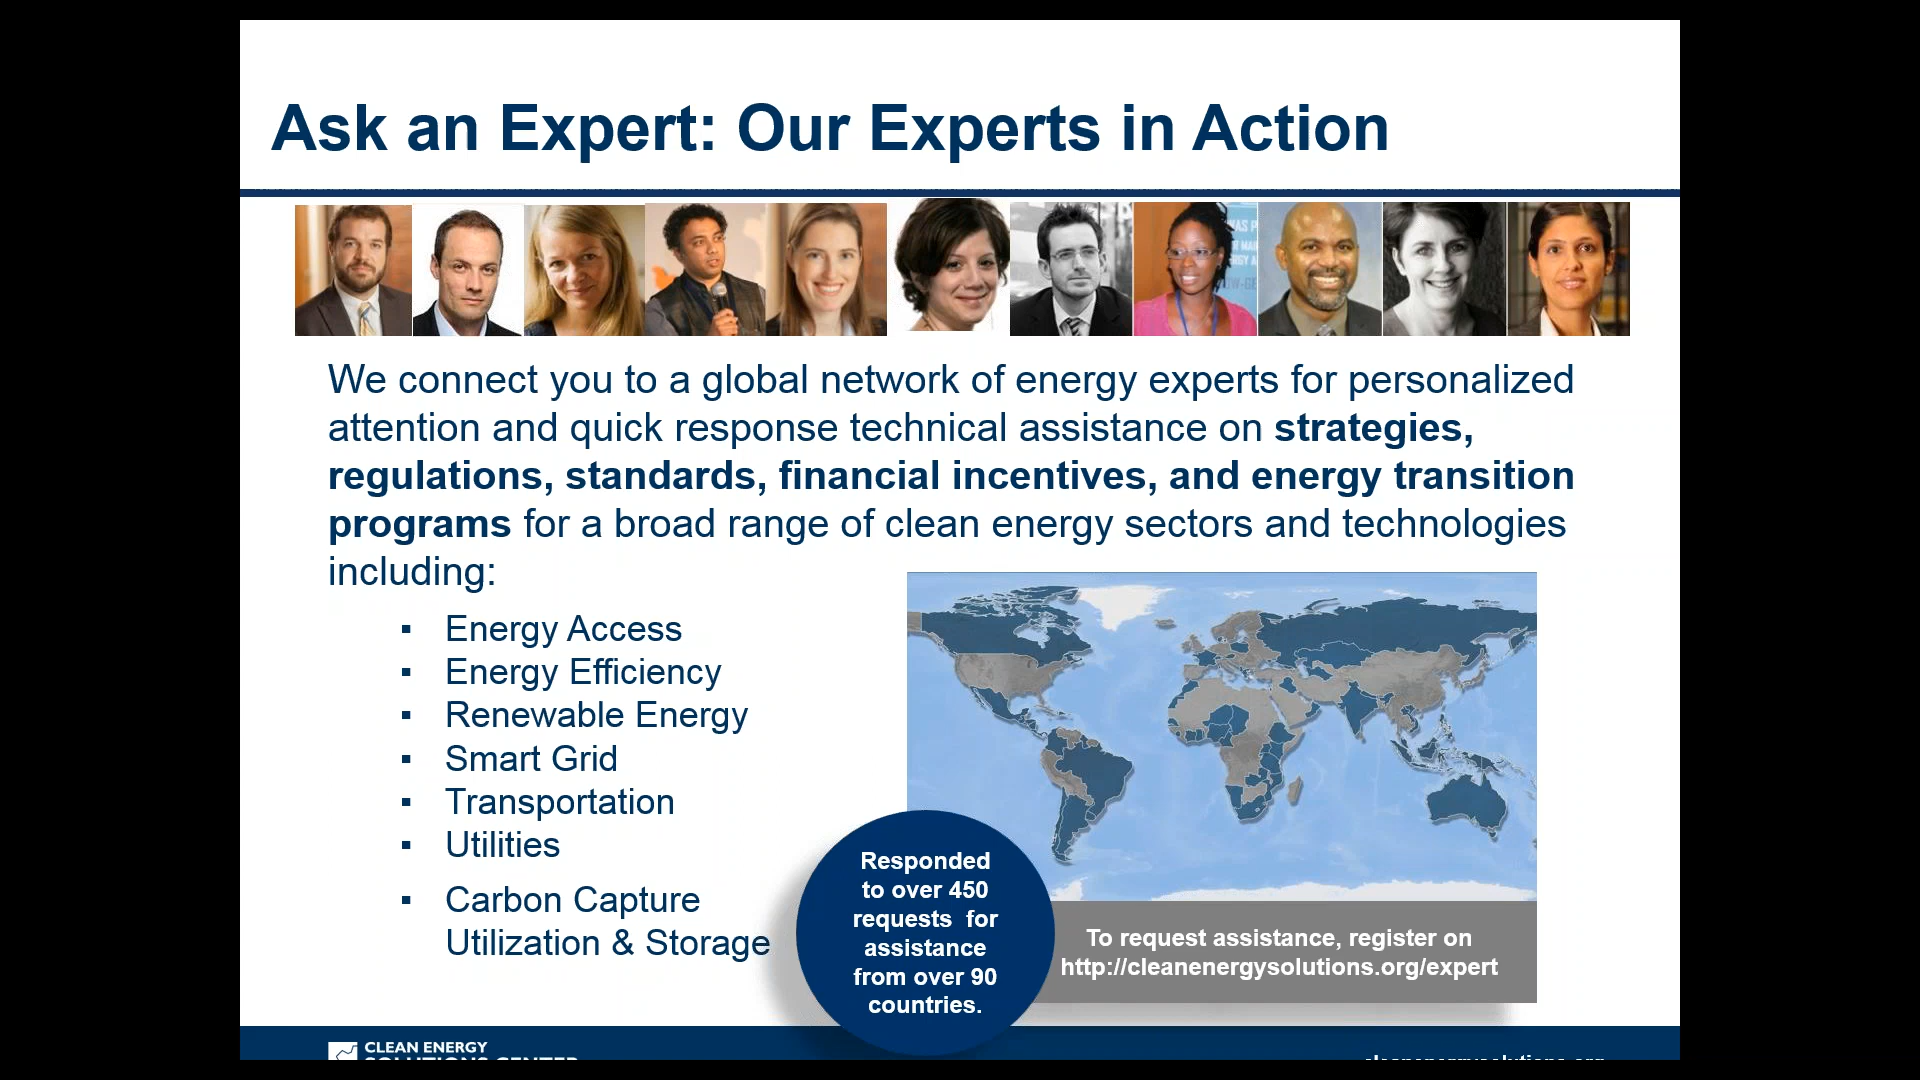 Ask an Expert: Our Experts in Action
We connect you to a global network of energy experts for personalized
attention and quick response technical assistance on strategies,
regulations, standards, financial incentives, and energy transition
programs for a broad range of clean energy sectors and technologies
including:
▪ Energy Access
▪ Energy Efficiency
▪ Renewable Energy
▪ Smart Grid
▪ Transportation
▪ Utilities
▪ Carbon Capture
Utilization & Storage
Responded
to over 450
requests for
assistance
from over 90
countries.
To request assistance, register on
http://cleanenergysolutions.org/expert
CLEAN ENERGY
SOLUTIONS CENTER
cleanenergysolutions.org